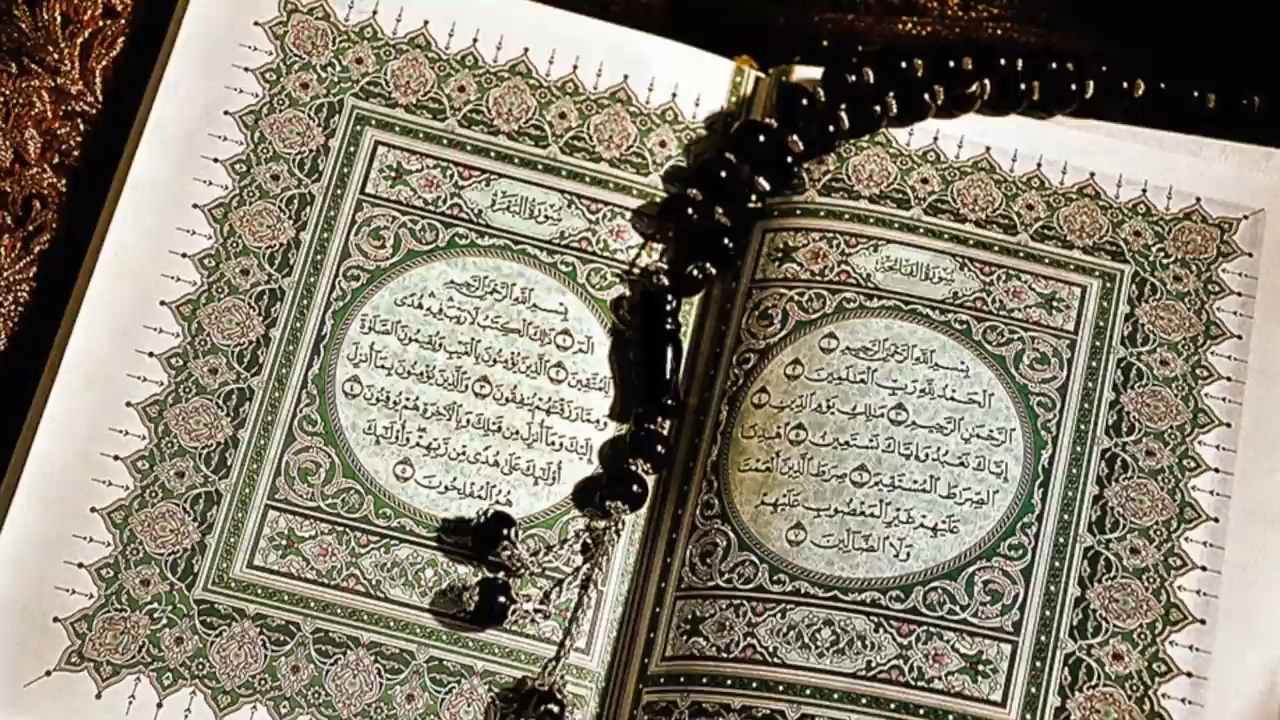 سورة الفاتحة
بسم الله الرحمن الرحيم ١
الحمد لله رب العلمين ٢
الرحمن الرحيم ٣ ملك يوم الدين ٤
إياك نعبد وإياك نستعين ٥ اهدنا
الصرط المستقيم ٦ صرط الذين أنعمت
عليهم غير المغضوب عليهم
ولا الضالين ٧
سورة البقرة
بسم الله الرحمن الرحيم
الم ١ ذلك الكتب لا ريب فيه هدى
للمتقين ٢ الذين يؤمنون بالغيب ويقيمون الصلوة
ومما رزقنهم ينفقون ٣ والذين يؤمنون بما أنزل
إليك وما أنزل من قبلك وبالآخرة هم يوقنون ٤
أولئك على هدى من ربهم وأولئك
هم المفلحون ٥